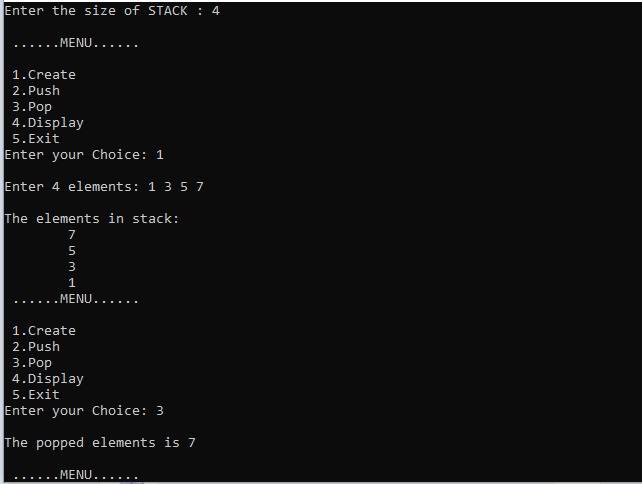 Enter the size of STACK : 4
......MENU......
1.Create
2.Push
3.Pop
4.Display
5.Exit
Enter your Choice: 1
Enter 4 elements: 1 3 5 7
The elements in stack:
7
5
3
1
......MENU......
1.Create
2.Push
3.Pop
4.Display
5.Exit
Enter your Choice: 3
The popped elements is 7
......MENU......